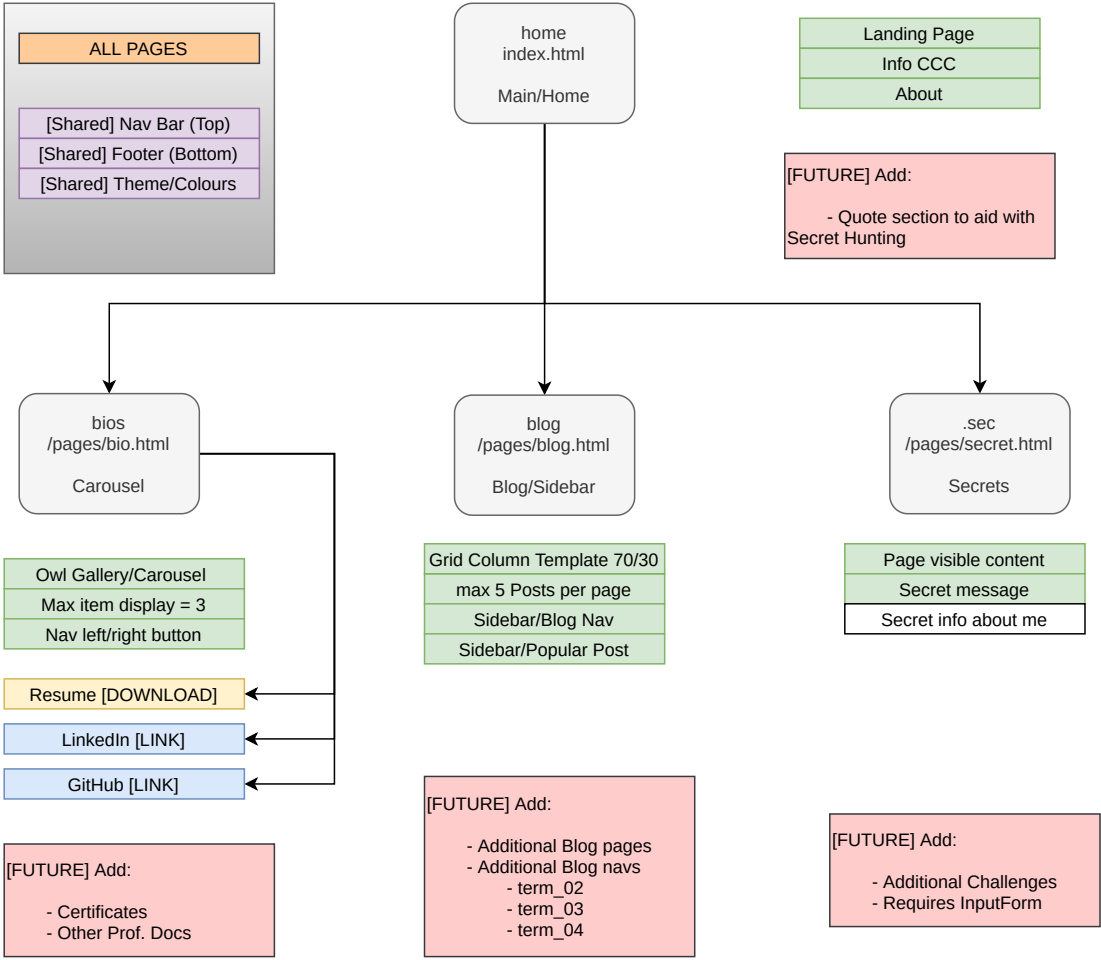 ALL PAGES
[Shared] Nav Bar (Top)
[Shared] Footer (Bottom)
[Shared] Theme/Colours
home
index.html
Main/Home
Landing Page
Info CCC
About
[FUTURE] Add:
- Quote section to aid with
Secret Hunting
bios
/pages/bio.html
Carousel
blog
/pages/blog.html
Blog/Sidebar
.sec
/pages/secret.html
Secrets
Owl Gallery/Carousel
Max item display = 3
Nav left/right button
Resume [DOWNLOAD]
LinkedIn [LINK]
GitHub [LINK]
[FUTURE] Add:
- Certificates
- Other Prof. Docs
Grid Column Template 70/30
max 5 Posts per page
Sidebar/Blog Nav
Sidebar/Popular Post
[FUTURE] Add:
- Additional Blog pages
- Additional Blog navs
- term_02
- term_03
- term_04
Page visible content
Secret message
Secret info about me
[FUTURE] Add:
- Additional Challenges
- Requires InputForm